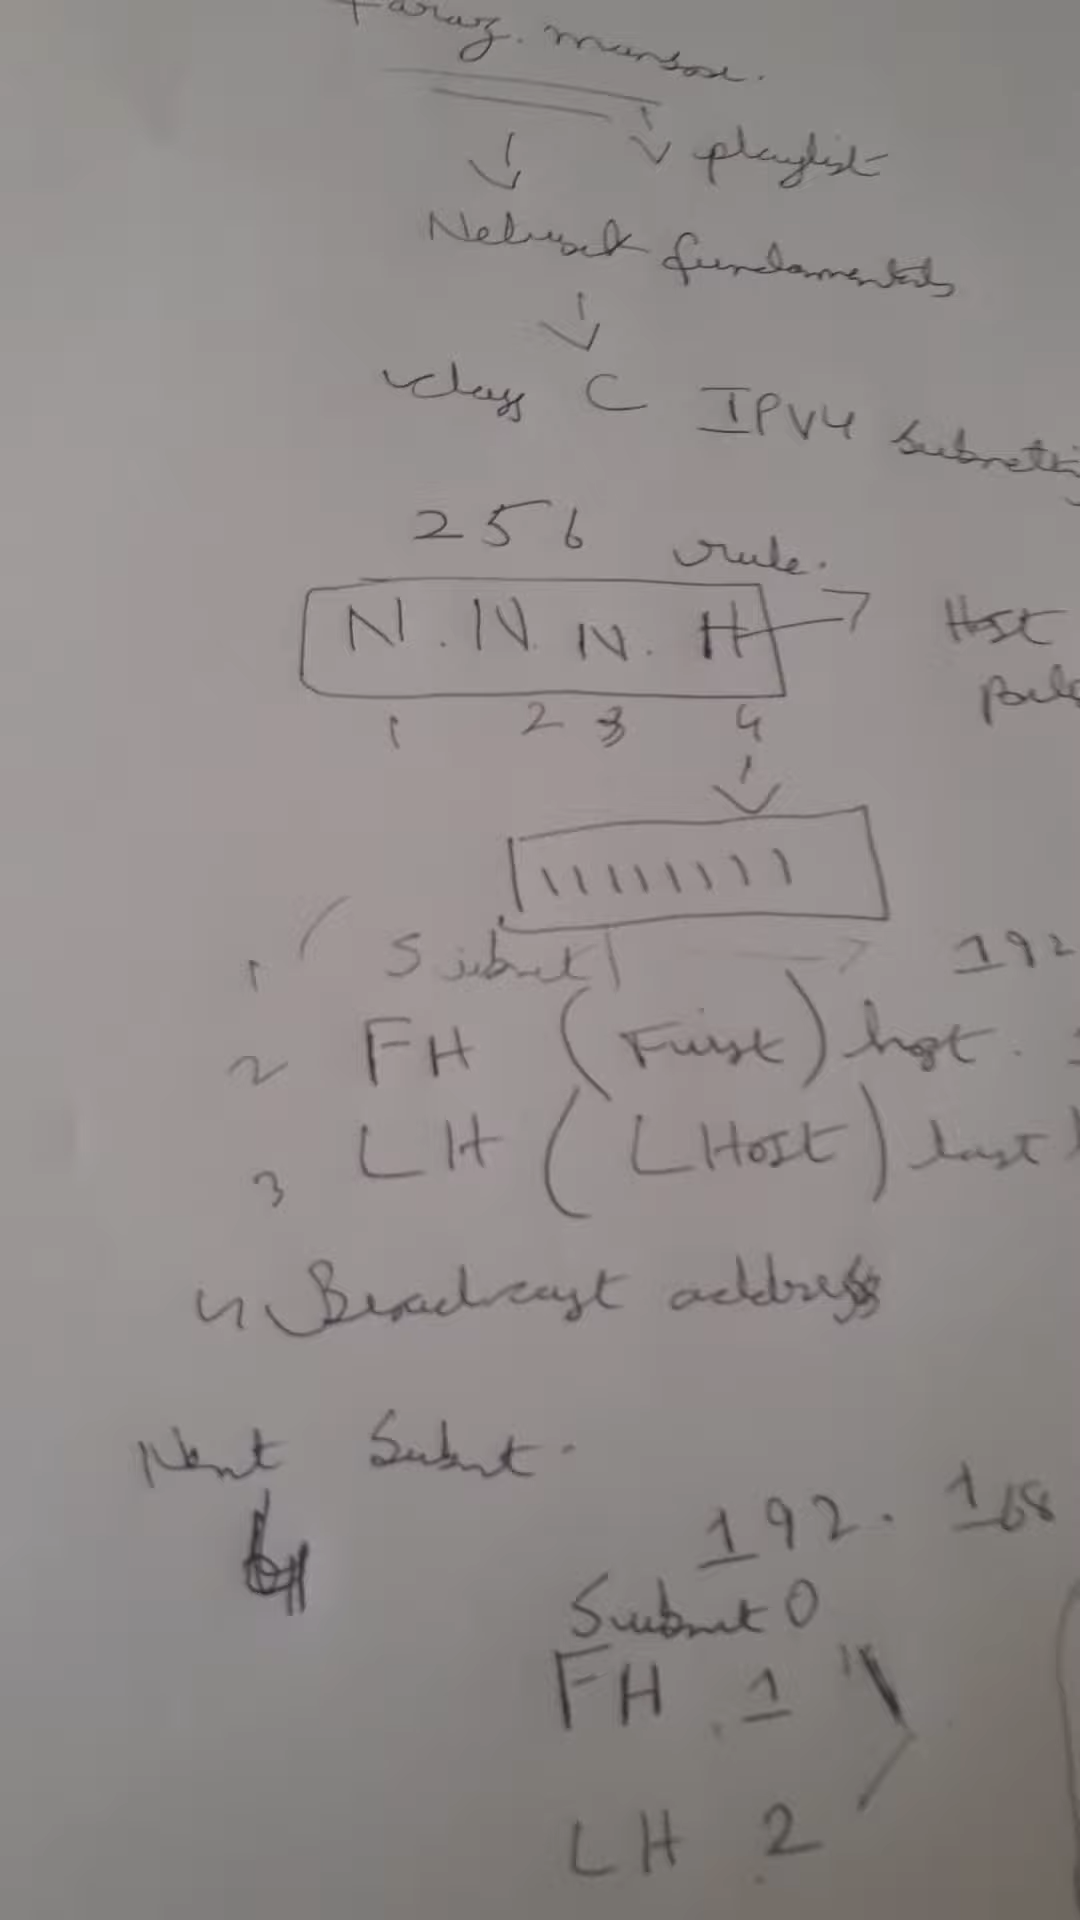 Faraz. mansoor.
playlist
Network fundamentals
class C IPV4 Subnetting
256 rule.
N. N. N. H Host
1 2 3 4
11111111
1 Subnet 192
2 FH (First) host.
3 LH (LHost) last
4 Broadcast address
Next Subnet.
192. 168
Subnet 0
FH .1
LH 2